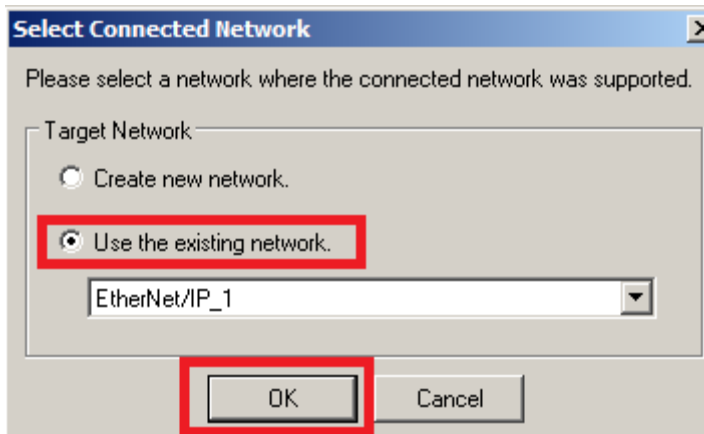 Select Connected Network
Please select a network where the connected network was supported.
Target Network
Create new network.
Use the existing network.
EtherNet/IP_1
OK Cancel